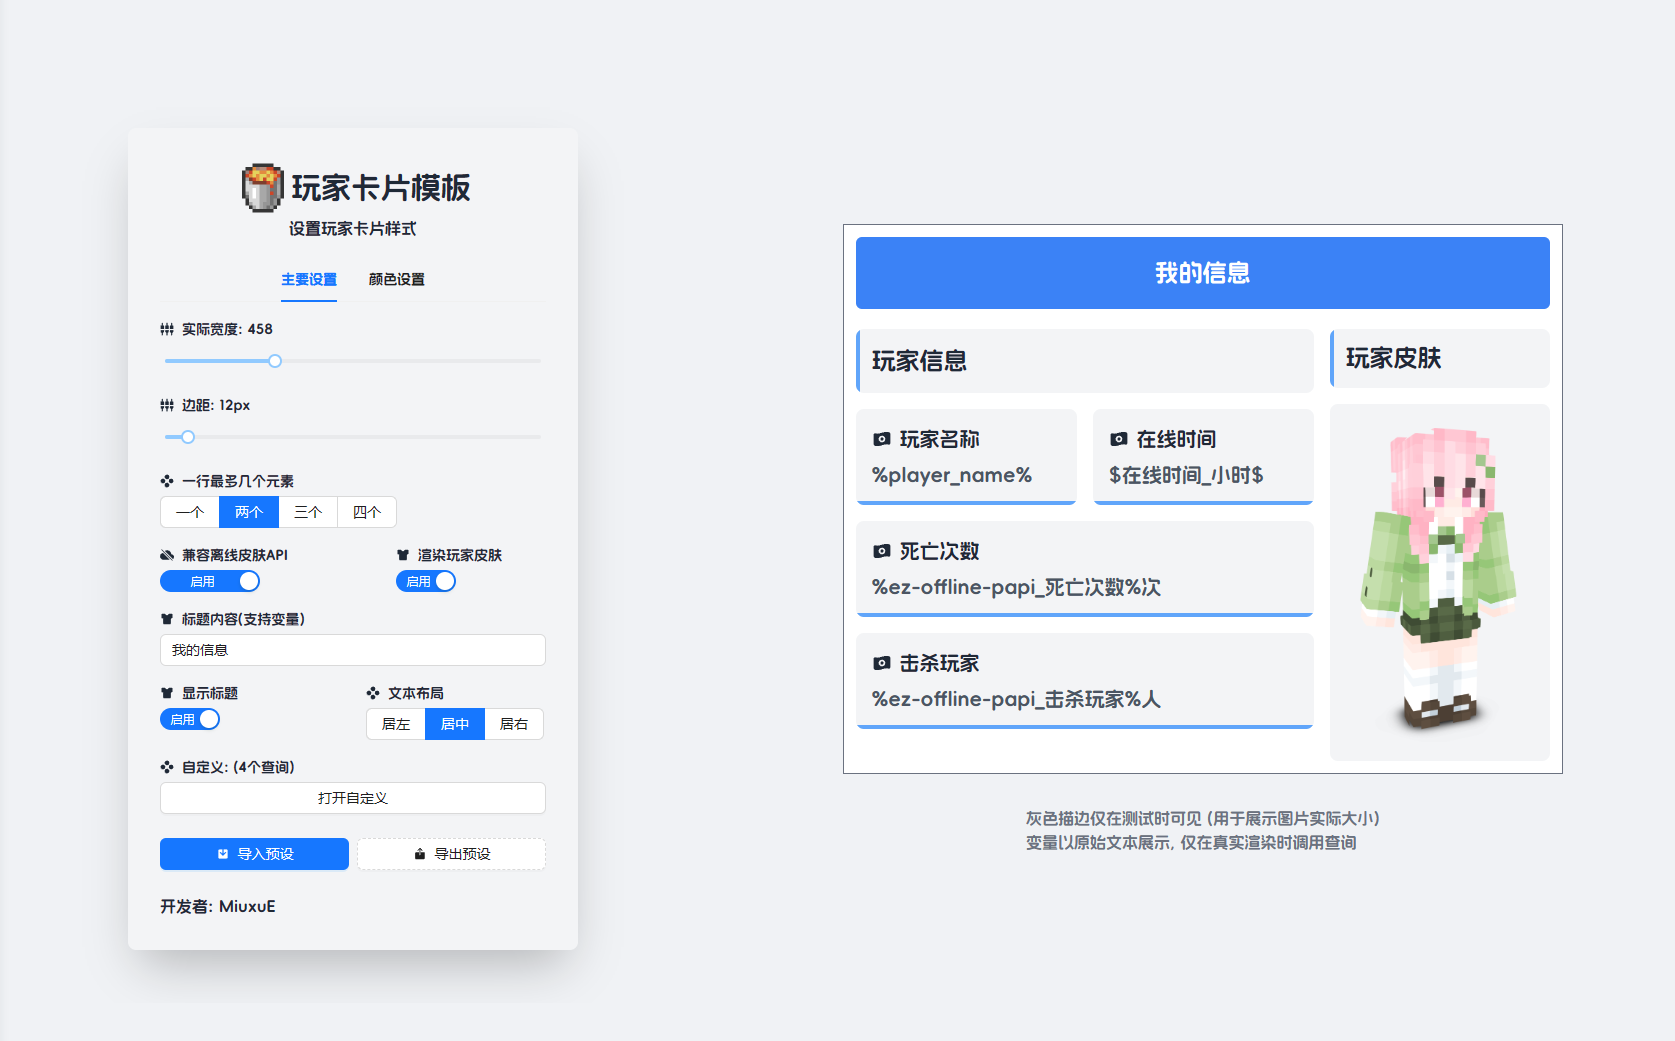 玩家卡片模板
设置玩家卡片样式
主要设置
颜色设置
实际宽度: 458
边距: 12px
一行最多几个元素
一个
两个
三个
四个
兼容离线皮肤API
渲染玩家皮肤
启用
启用
标题内容(支持变量)
我的信息
显示标题
文本布局
启用
居左
居中
居右
自定义: (4个查询)
打开自定义
导入预设
导出预设
开发者: MiuxuE
我的信息
玩家信息
玩家皮肤
玩家名称
%player_name%
在线时间
$在线时间_小时$
死亡次数
%ez-offline-papi_死亡次数%次
击杀玩家
%ez-offline-papi_击杀玩家%人
灰色描边仅在测试时可见 (用于展示图片实际大小)
变量以原始文本展示, 仅在真实渲染时调用查询